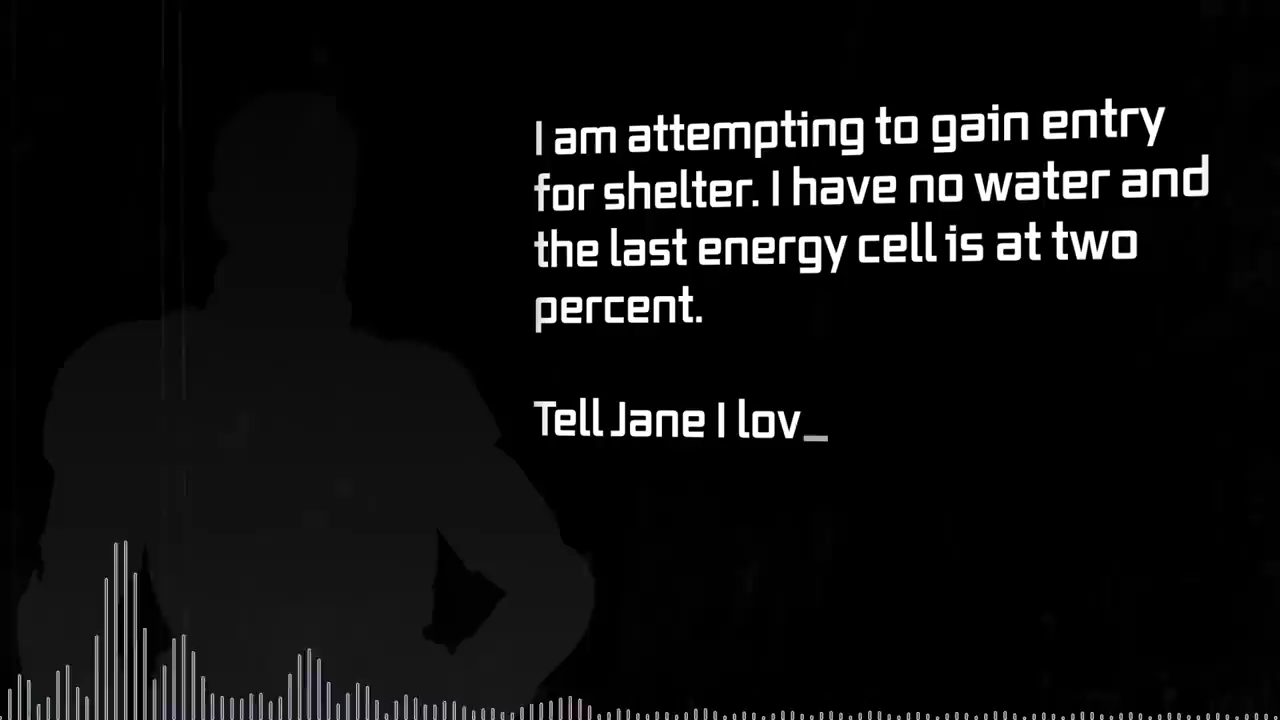 I am attempting to gain entry
for shelter. I have no water and
the last energy cell is at two
percent.
Tell Jane I lov_